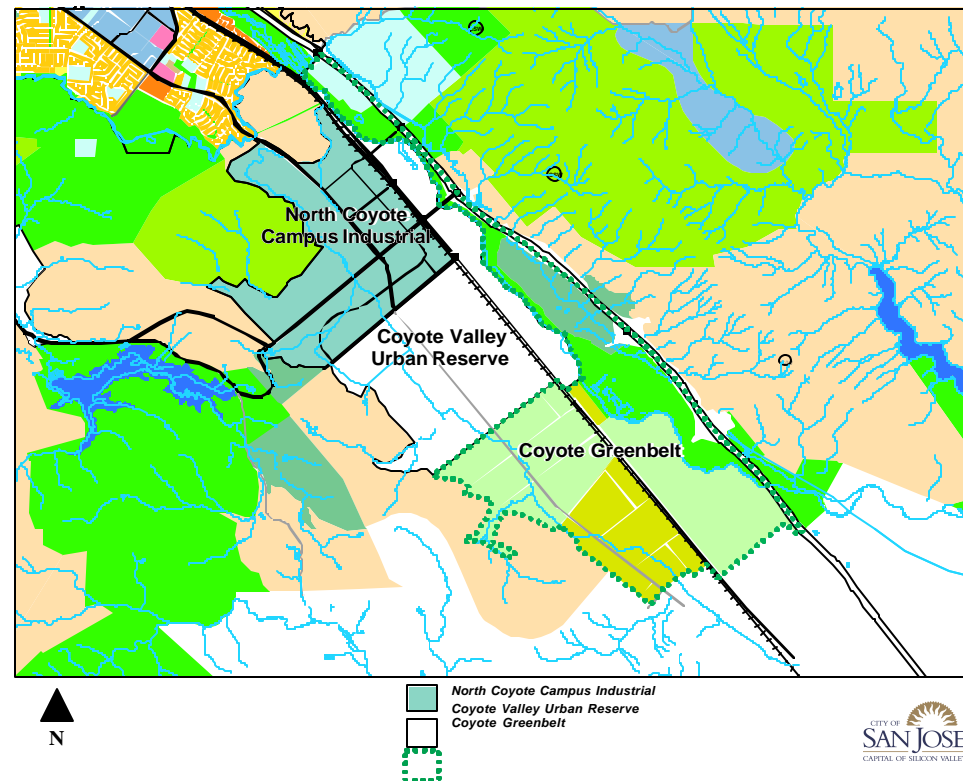 North Coyote
Campus Industrial
Coyote Valley
Urban Reserve
Coyote Greenbelt
North Coyote Campus Industrial
Coyote Valley Urban Reserve
Coyote Greenbelt
N
CITY OF
SAN JOSE
CAPITAL OF SILICON VALLEY